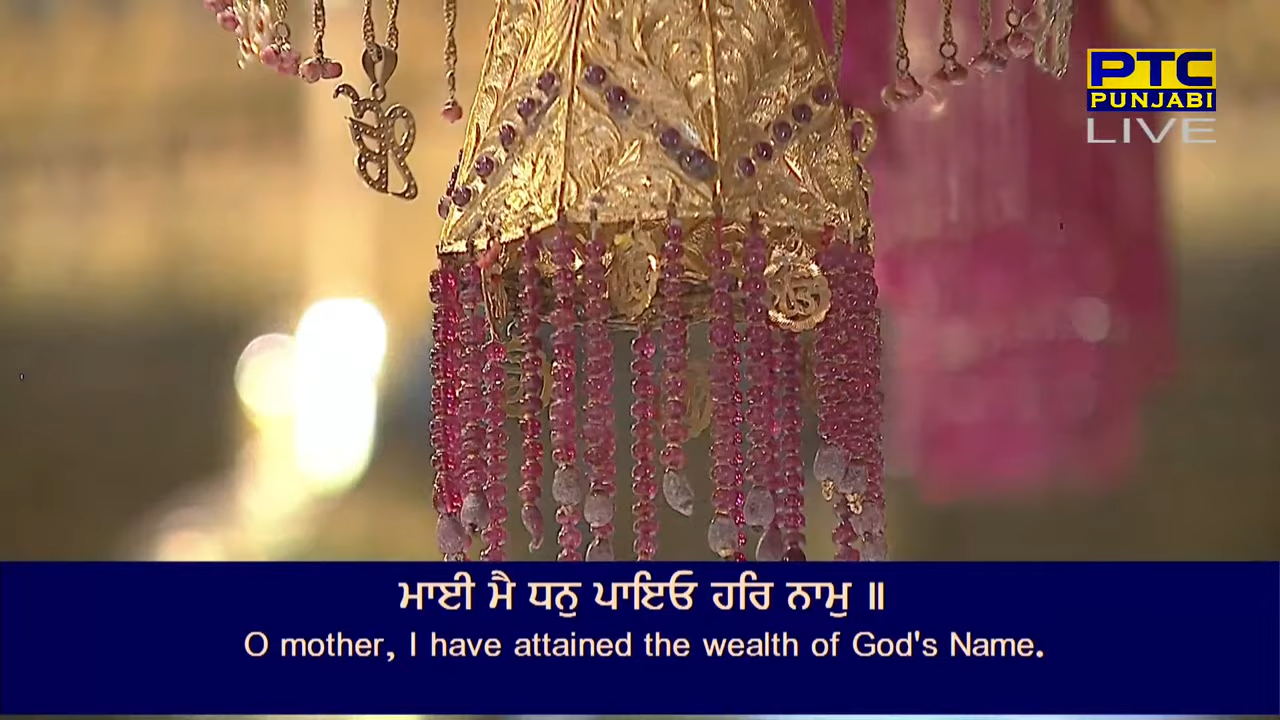 PTC
PUNJABI
LIVE
ਮਾਈ ਮੈ ਧਨੁ ਪਾਇਓ ਹਰਿ ਨਾਮੁ ॥
O mother, I have attained the wealth of God's Name.